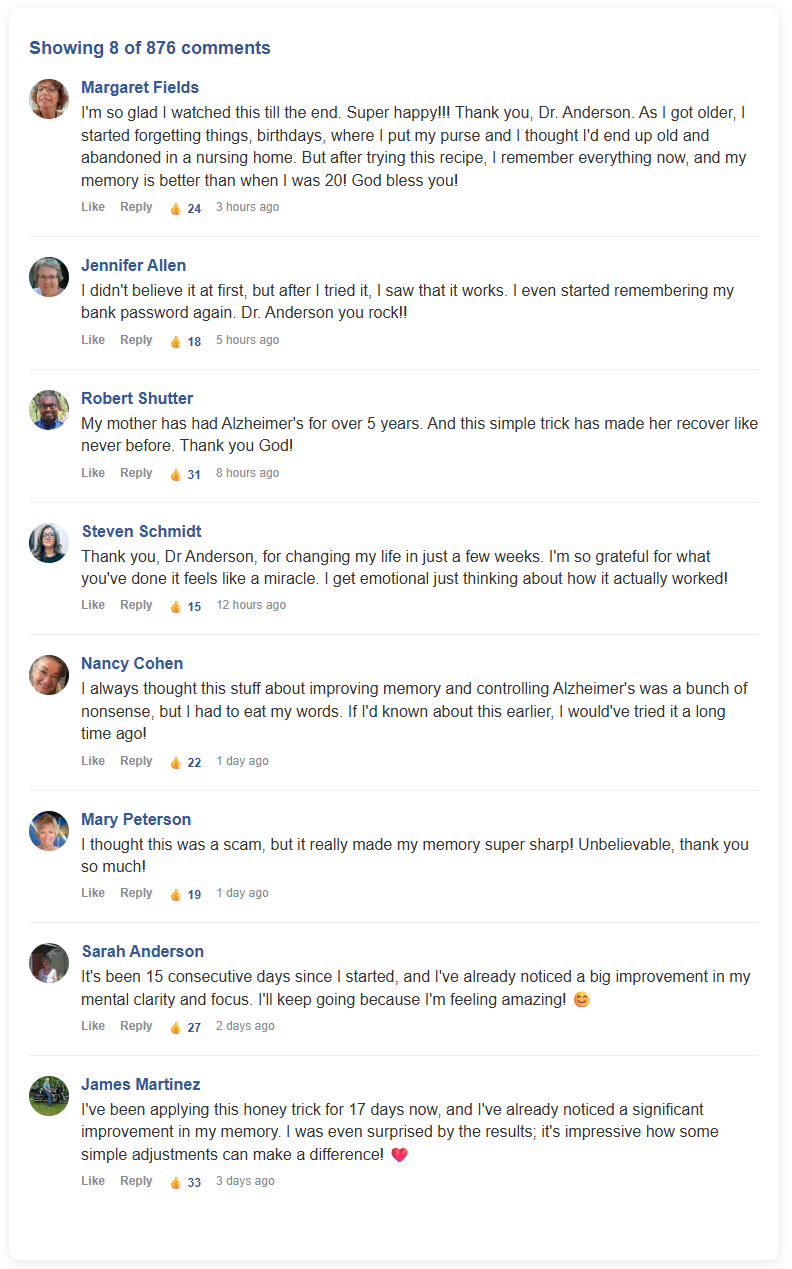 Showing 8 of 876 comments
Margaret Fields
I'm so glad I watched this till the end. Super happy!!! Thank you, Dr. Anderson. As I got older, I
started forgetting things, birthdays, where I put my purse and I thought I'd end up old and
abandoned in a nursing home. But after trying this recipe, I remember everything now, and my
memory is better than when I was 20! God bless you!
Like Reply 👍 24 3 hours ago
Jennifer Allen
I didn't believe it at first, but after I tried it, I saw that it works. I even started remembering my
bank password again. Dr. Anderson you rock!!
Like Reply 👍 18 5 hours ago
Robert Shutter
My mother has had Alzheimer's for over 5 years. And this simple trick has made her recover like
never before. Thank you God!
Like Reply 👍 31 8 hours ago
Steven Schmidt
Thank you, Dr Anderson, for changing my life in just a few weeks. I'm so grateful for what
you've done it feels like a miracle. I get emotional just thinking about how it actually worked!
Like Reply 👍 15 12 hours ago
Nancy Cohen
I always thought this stuff about improving memory and controlling Alzheimer's was a bunch of
nonsense, but I had to eat my words. If I'd known about this earlier, I would've tried it a long
time ago!
Like Reply 👍 22 1 day ago
Mary Peterson
I thought this was a scam, but it really made my memory super sharp! Unbelievable, thank you
so much!
Like Reply 👍 19 1 day ago
Sarah Anderson
It's been 15 consecutive days since I started, and I've already noticed a big improvement in my
mental clarity and focus. I'll keep going because I'm feeling amazing! 😊
Like Reply 👍 27 2 days ago
James Martinez
I've been applying this honey trick for 17 days now, and I've already noticed a significant
improvement in my memory. I was even surprised by the results; it's impressive how some
simple adjustments can make a difference! ❤️
Like Reply 👍 33 3 days ago